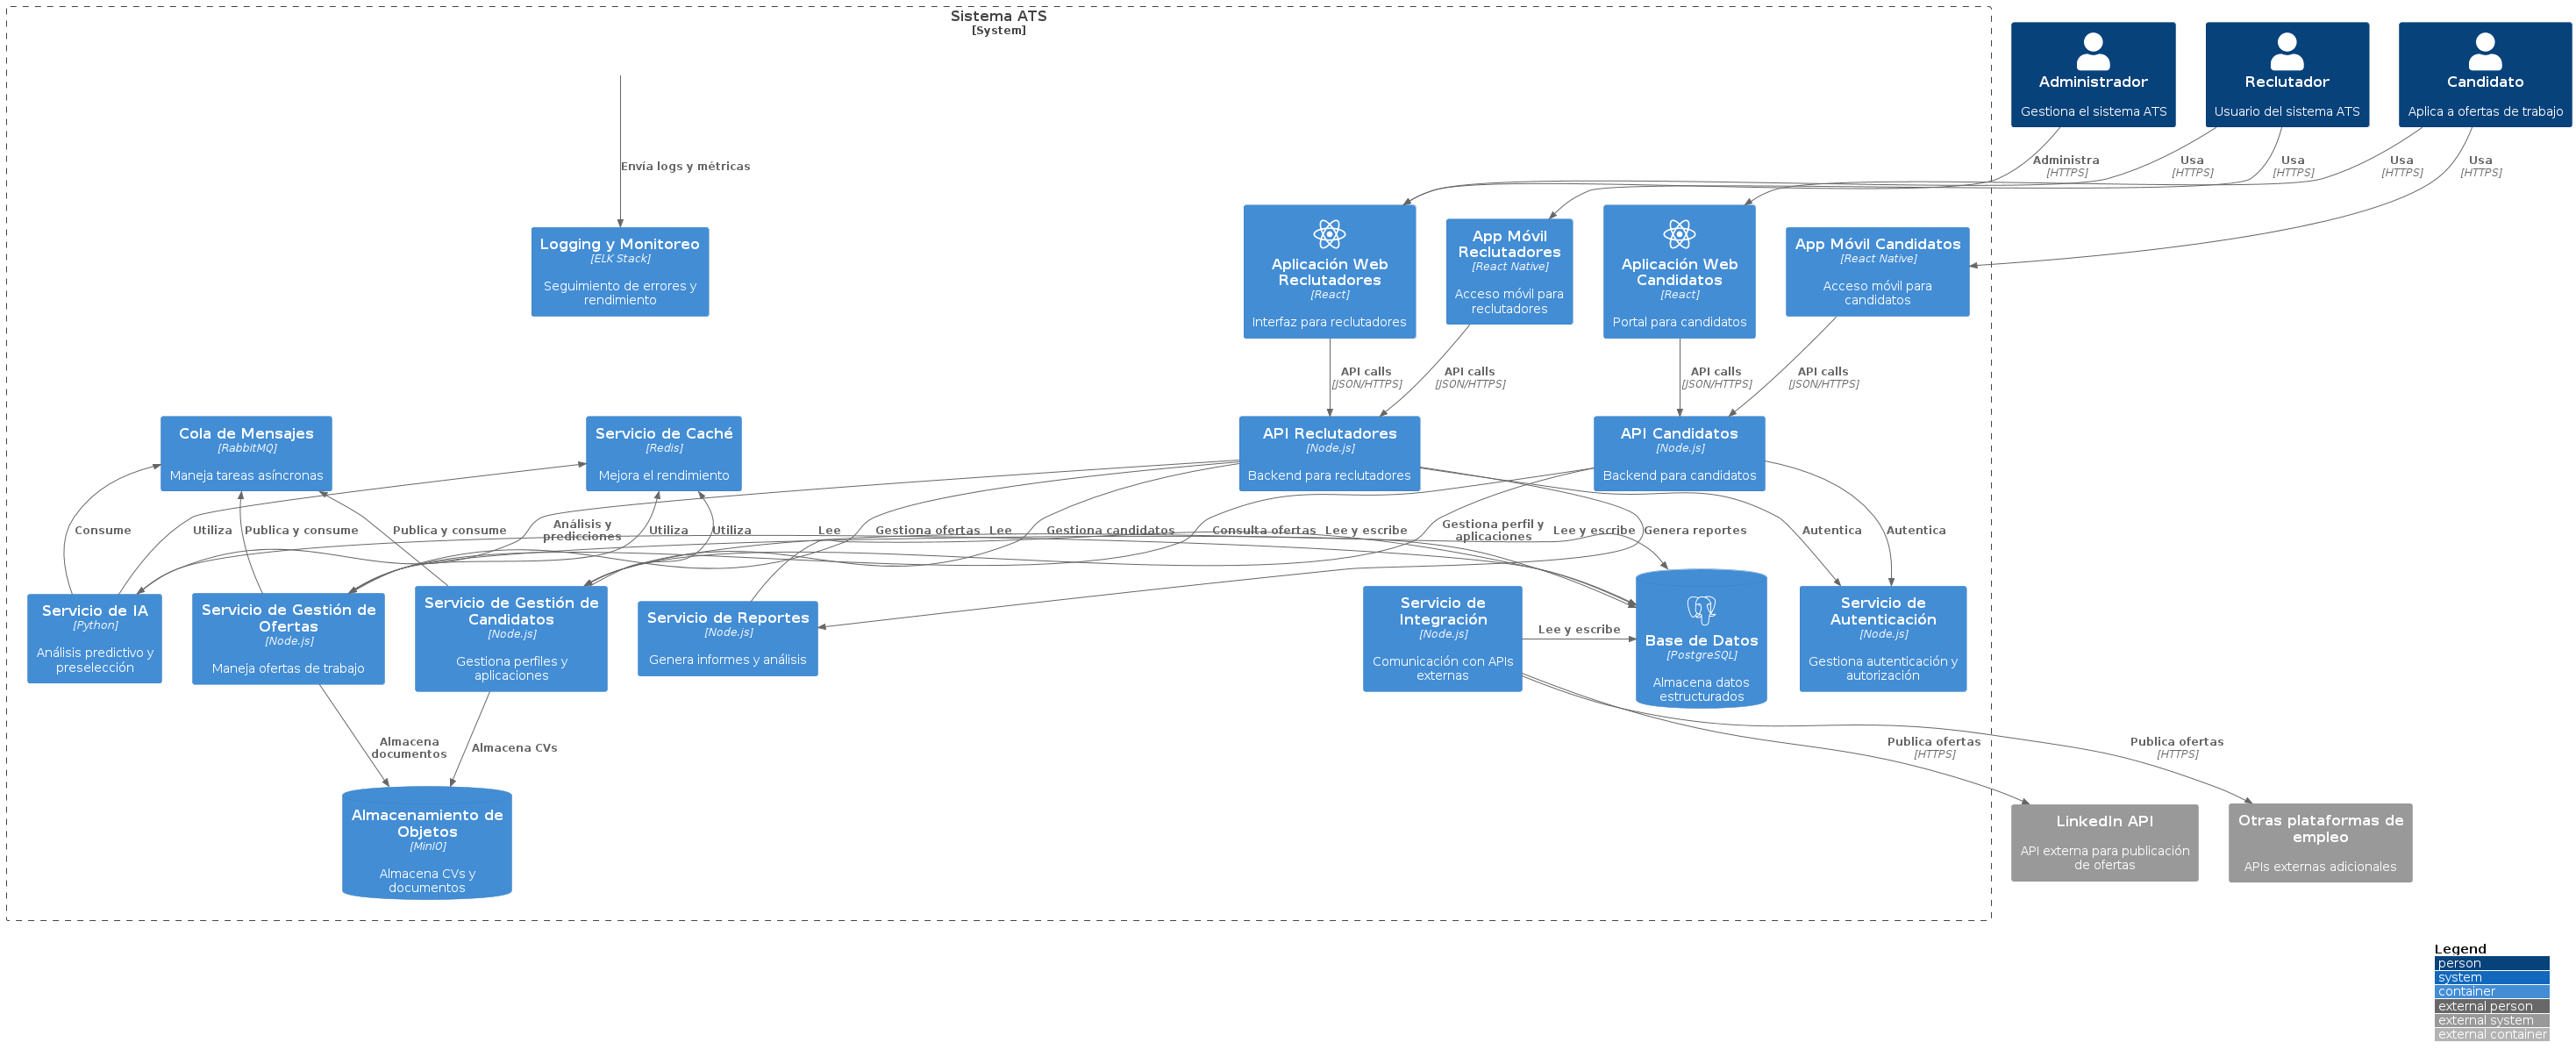 Sistema ATS
[System]
Administrador
Gestiona el sistema ATS
Reclutador
Usuario del sistema ATS
Candidato
Aplica a ofertas de trabajo
Envía logs y métricas
Administra
[HTTPS]
Usa
[HTTPS]
Usa
[HTTPS]
Usa
[HTTPS]
Usa
[HTTPS]
Logging y Monitoreo
[ELK Stack]
Seguimiento de errores y
rendimiento
Aplicación Web
Reclutadores
[React]
Interfaz para reclutadores
App Móvil
Reclutadores
[React Native]
Acceso móvil para
reclutadores
Aplicación Web
Candidatos
[React]
Portal para candidatos
App Móvil Candidatos
[React Native]
Acceso móvil para
candidatos
API calls
[JSON/HTTPS]
API calls
[JSON/HTTPS]
API calls
[JSON/HTTPS]
API calls
[JSON/HTTPS]
Cola de Mensajes
[RabbitMQ]
Maneja tareas asíncronas
Servicio de Caché
[Redis]
Mejora el rendimiento
API Reclutadores
[Node.js]
Backend para reclutadores
API Candidatos
[Node.js]
Backend para candidatos
Consume
Utiliza
Publica y consume
Publica y consume
Análisis y
predicciones
Utiliza
Utiliza
Lee
Gestiona ofertas
Lee
Gestiona candidatos
Consulta ofertas
Lee y escribe
Gestiona perfil y
aplicaciones
Lee y escribe
Genera reportes
Autentica
Autentica
Servicio de IA
[Python]
Análisis predictivo y
preselección
Servicio de Gestión de
Ofertas
[Node.js]
Maneja ofertas de trabajo
Servicio de Gestión de
Candidatos
[Node.js]
Gestiona perfiles y
aplicaciones
Servicio de Reportes
[Node.js]
Genera informes y análisis
Servicio de
Integración
[Node.js]
Comunicación con APIs
externas
Lee y escribe
Base de Datos
[PostgreSQL]
Almacena datos
estructurados
Servicio de
Autenticación
[Node.js]
Gestiona autenticación y
autorización
Almacena
documentos
Almacena CVs
Publica ofertas
[HTTPS]
Publica ofertas
[HTTPS]
Almacenamiento de
Objetos
[MinIO]
Almacena CVs y
documentos
LinkedIn API
API externa para publicación
de ofertas
Otras plataformas de
empleo
APIs externas adicionales
Legend
person
system
container
external person
external system
external container